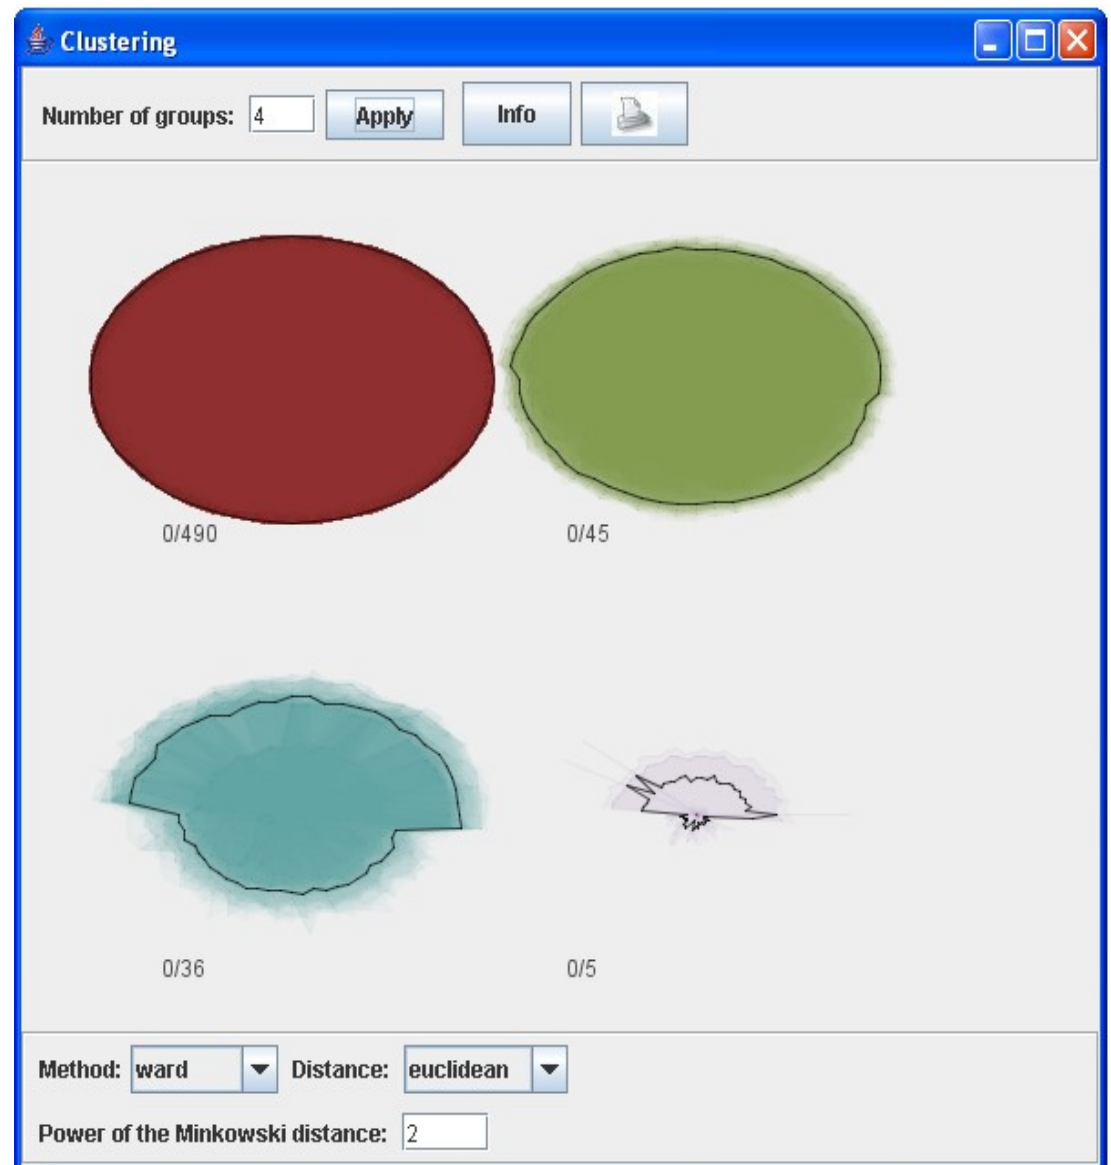 Clustering
Number of groups: 4 Apply Info
0/490 0/45
0/36 0/5
Method: ward Distance: euclidean
Power of the Minkowski distance: 2